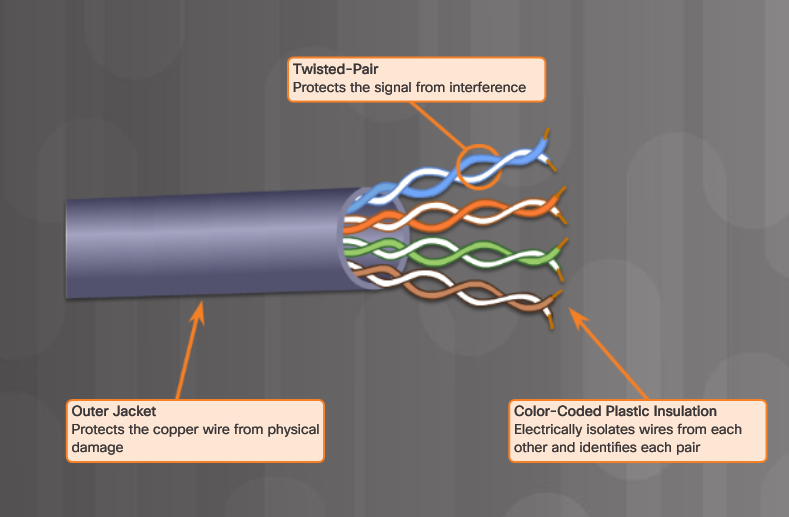 Twisted-Pair
Protects the signal from interference
Outer Jacket
Protects the copper wire from physical
damage
Color-Coded Plastic Insulation
Electrically isolates wires from each
other and identifies each pair